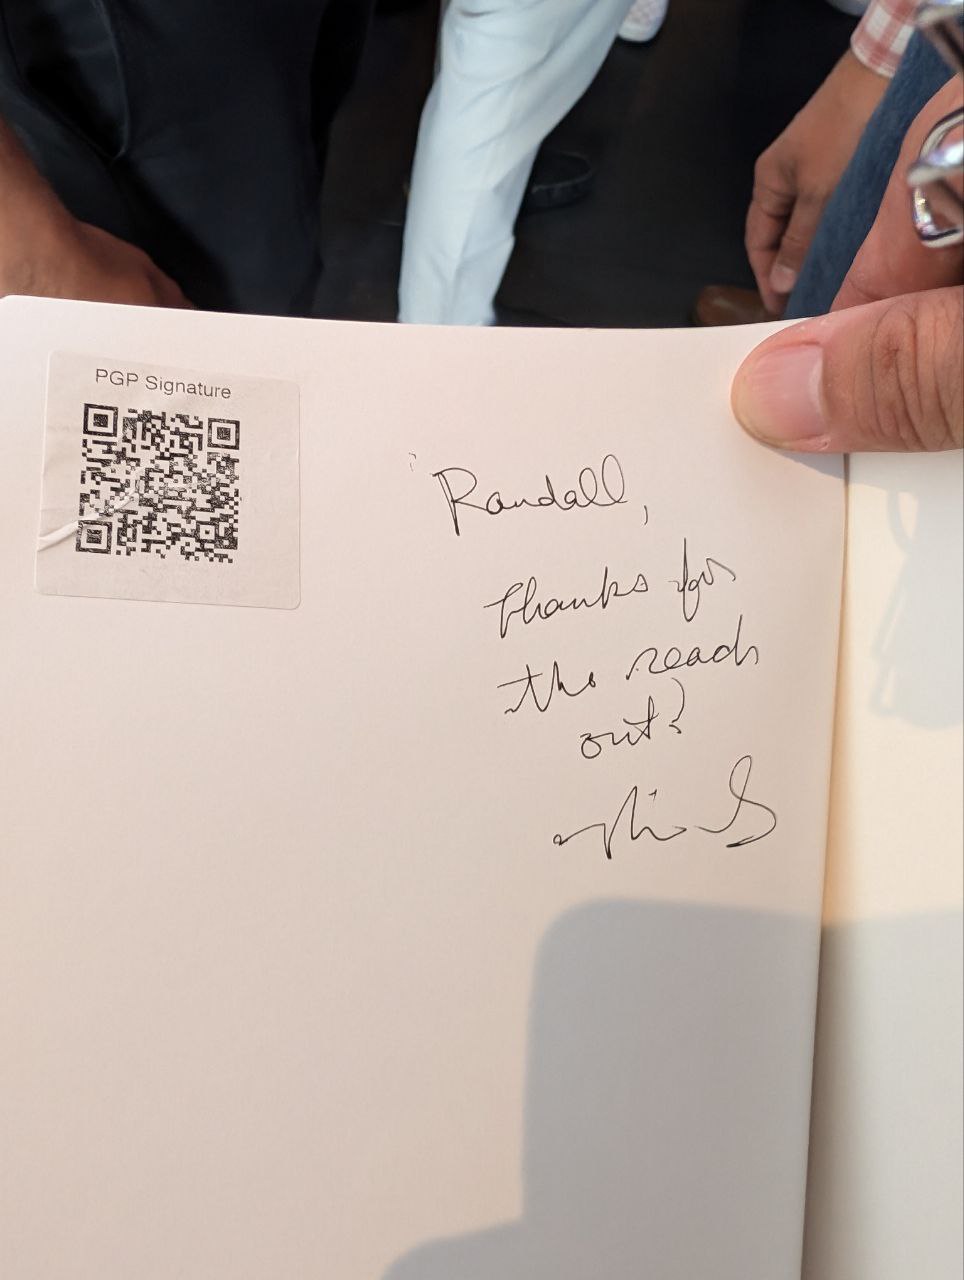 PGP Signature
Randall,
Thanks for
the reach
out?